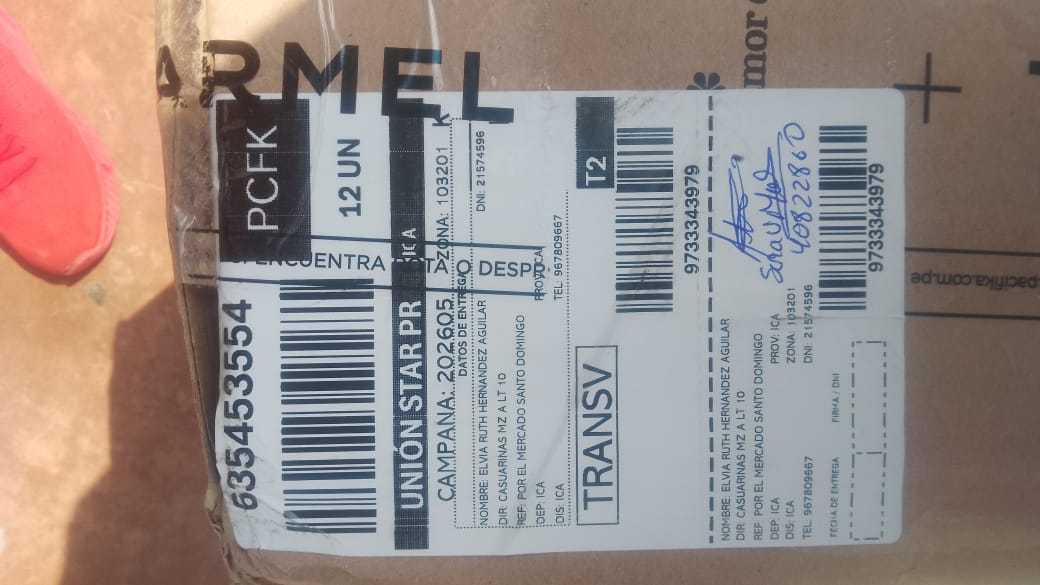 ARMEL
PCFK
12 UN
635453554
UNIÓN STAR PR ICA
CAMPAÑA: 202605 ZONA: 103201 K
DATOS DE ENTREGA
DNI: 21574596
NOMBRE: ELVIA RUTH HERNANDEZ AGUILAR
DIR: CASUARINAS MZ A LT 10
REF: POR EL MERCADO SANTO DOMINGO
DEP: ICA PROV: ICA
DIS: ICA TEL: 967809667
TRANSV
T2
9733343979
NOMBRE: ELVIA RUTH HERNANDEZ AGUILAR
DIR: CASUARINAS MZ A LT 10
REF: POR EL MERCADO SANTO DOMINGO
DEP: ICA PROV: ICA
DIS: ICA ZONA: 103201
TEL: 967809667 DNI: 21574596
FECHA DE ENTREGA FIRMA / DNI
40822860
9733343979
ENCUENTRA
mor
pacifika.com.pe